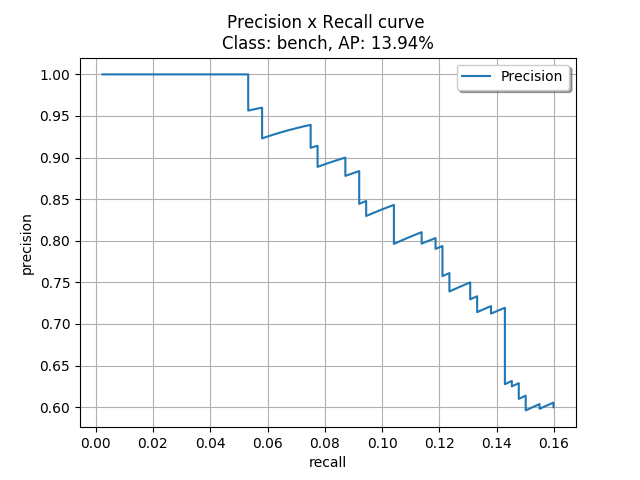 Precision x Recall curve
Class: bench, AP: 13.94%
Precision
1.00
0.95
0.90
0.85
0.80
0.75
0.70
0.65
0.60
precision
0.00 0.02 0.04 0.06 0.08 0.10 0.12 0.14 0.16
recall